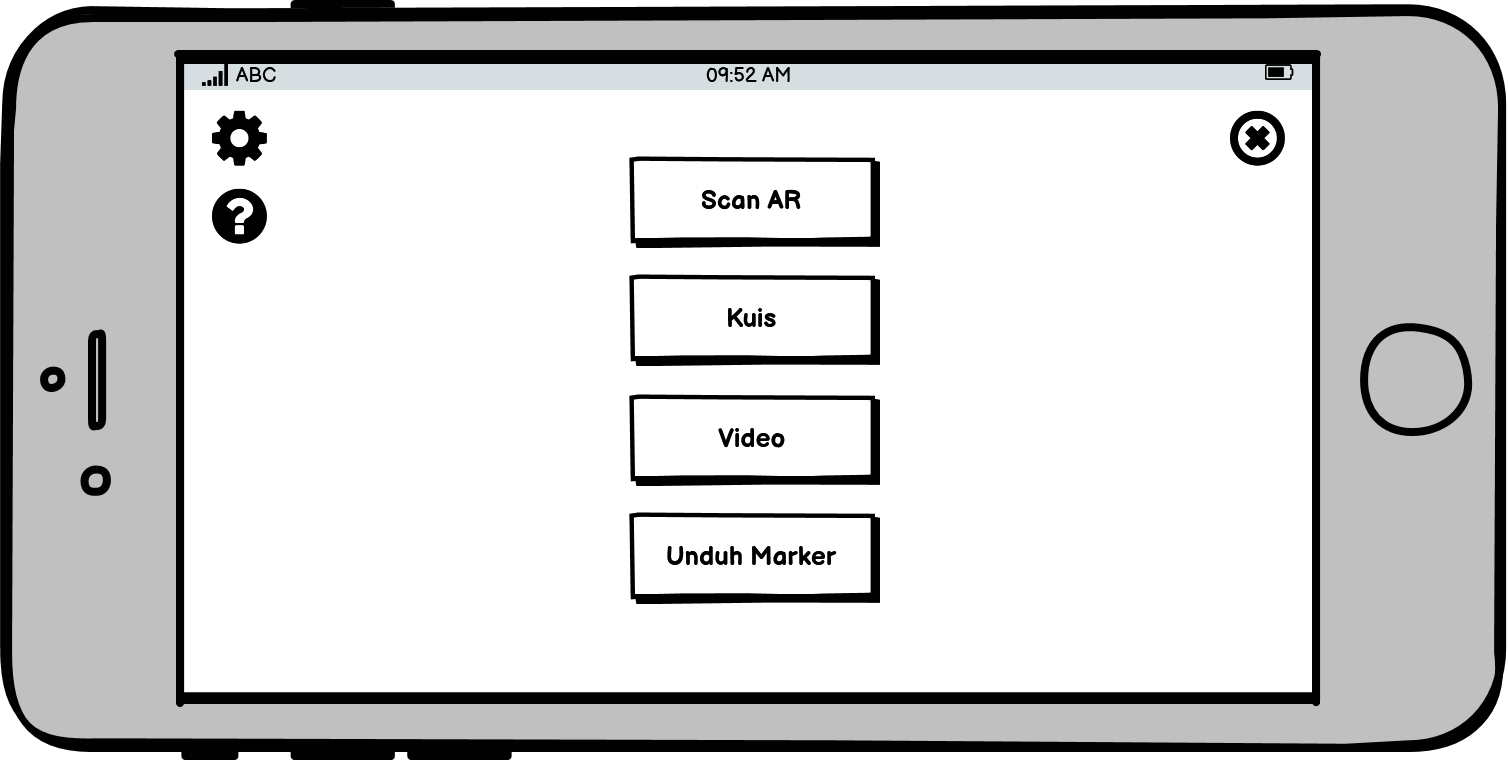 ABC
09:52 AM
Scan AR
Kuis
Video
Unduh Marker